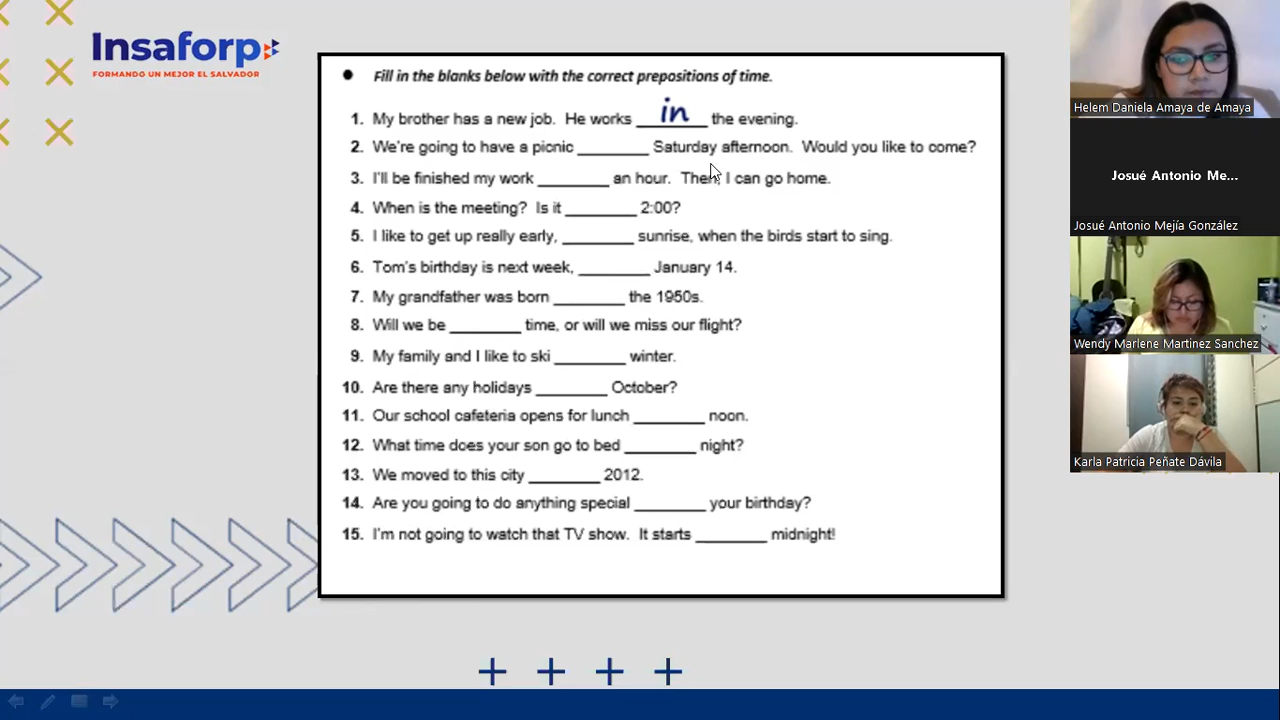 Insaforp
FORMANDO UN MEJOR EL SALVADOR
• Fill in the blanks below with the correct prepositions of time.
1. My brother has a new job. He works in the evening.
2. We're going to have a picnic ________ Saturday afternoon. Would you like to come?
3. I'll be finished my work ________ an hour. Then, I can go home.
4. When is the meeting? Is it ________ 2:00?
5. I like to get up really early, ________ sunrise, when the birds start to sing.
6. Tom's birthday is next week, ________ January 14.
7. My grandfather was born ________ the 1950s.
8. Will we be ________ time, or will we miss our flight?
9. My family and I like to ski ________ winter.
10. Are there any holidays ________ October?
11. Our school cafeteria opens for lunch ________ noon.
12. What time does your son go to bed ________ night?
13. We moved to this city ________ 2012.
14. Are you going to do anything special ________ your birthday?
15. I'm not going to watch that TV show. It starts ________ midnight!
Helem Daniela Amaya de Amaya
Josué Antonio Me...
Josué Antonio Mejía González
Wendy Marlene Martinez Sanchez
Karla Patricia Peñate Dávila